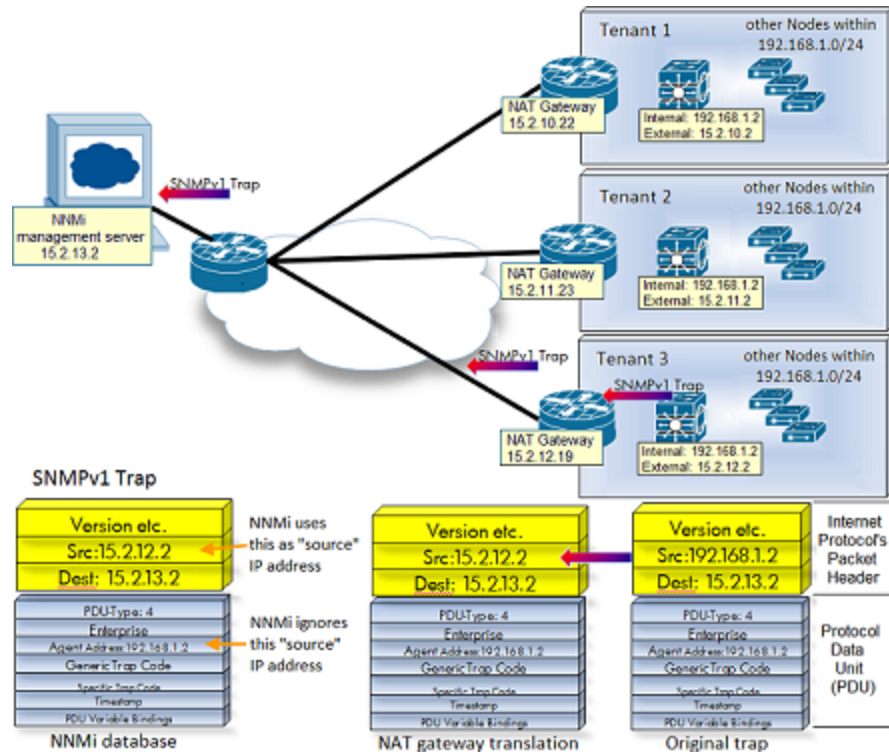 Tenant 1
other Nodes within
192.168.1.0/24
NAT Gateway
15.2.10.22
Internal: 192.168.1.2
External: 15.2.10.2
SNMPv1 Trap
NNMi
management server
15.2.13.2
Tenant 2
other Nodes within
192.168.1.0/24
NAT Gateway
15.2.11.23
Internal: 192.168.1.2
External: 15.2.11.2
SNMPv1 Trap
Tenant 3
other Nodes within
192.168.1.0/24
SNMPv1 Trap
NAT Gateway
15.2.12.19
Internal: 192.168.1.2
External: 15.2.12.2
SNMPv1 Trap
Version etc.
Src:15.2.12.2
Dest: 15.2.13.2
NNMi uses
this as "source"
IP address
PDU-Type: 4
Enterprise
Agent Address:192.168.1.2
Generic Trap Code
Specific Trap Code
Timestamp
PDU Variable Bindings
NNMi database
NNMi ignores
this "source"
IP address
Version etc.
Src:15.2.12.2
Dest: 15.2.13.2
PDU-Type: 4
Enterprise
Agent Address:192.168.1.2
Generic Trap Code
Specific Trap Code
Timestamp
PDU Variable Bindings
NAT gateway translation
Version etc.
Src:192.168.1.2
Dest: 15.2.13.2
PDU-Type: 4
Enterprise
Agent Address:192.168.1.2
Generic Trap Code
Specific Trap Code
Timestamp
PDU Variable Bindings
Original trap
Internet
Protocol's
Packet
Header
Protocol
Data
Unit
(PDU)